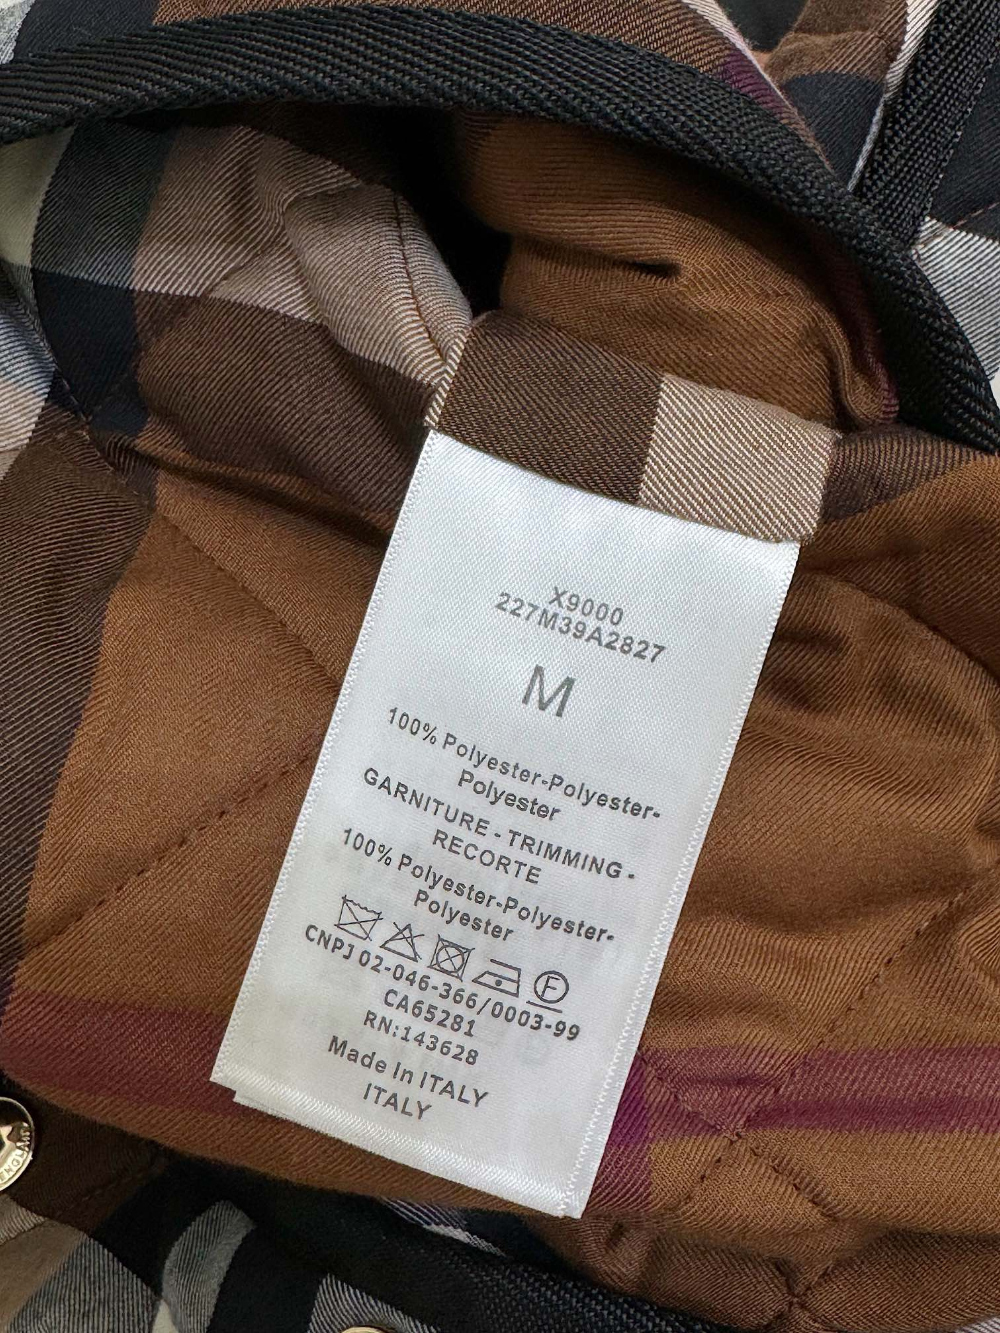 X9000
227M39A2827
M
100% Polyester-Polyester-
Polyester
GARNITURE - TRIMMING -
RECORTE
100% Polyester-Polyester-
Polyester
F
CNPJ 02-046-366/0003-99
CA65281
RN:143628
Made In ITALY
ITALY